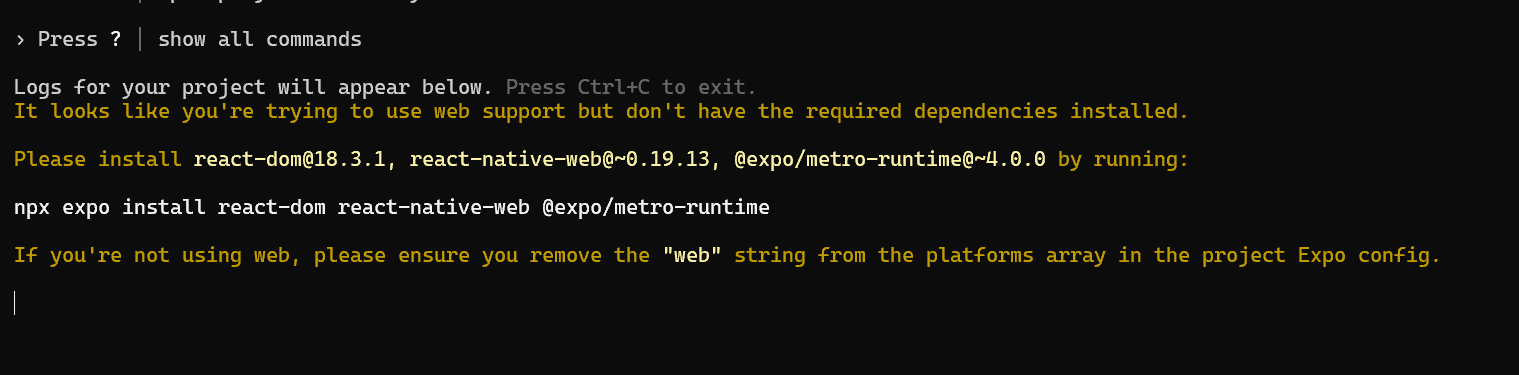 › Press ? │ show all commands
Logs for your project will appear below. Press Ctrl+C to exit.
It looks like you're trying to use web support but don't have the required dependencies installed.
Please install react-dom@18.3.1, react-native-web@~0.19.13, @expo/metro-runtime@~4.0.0 by running:
npx expo install react-dom react-native-web @expo/metro-runtime
If you're not using web, please ensure you remove the "web" string from the platforms array in the project Expo config.